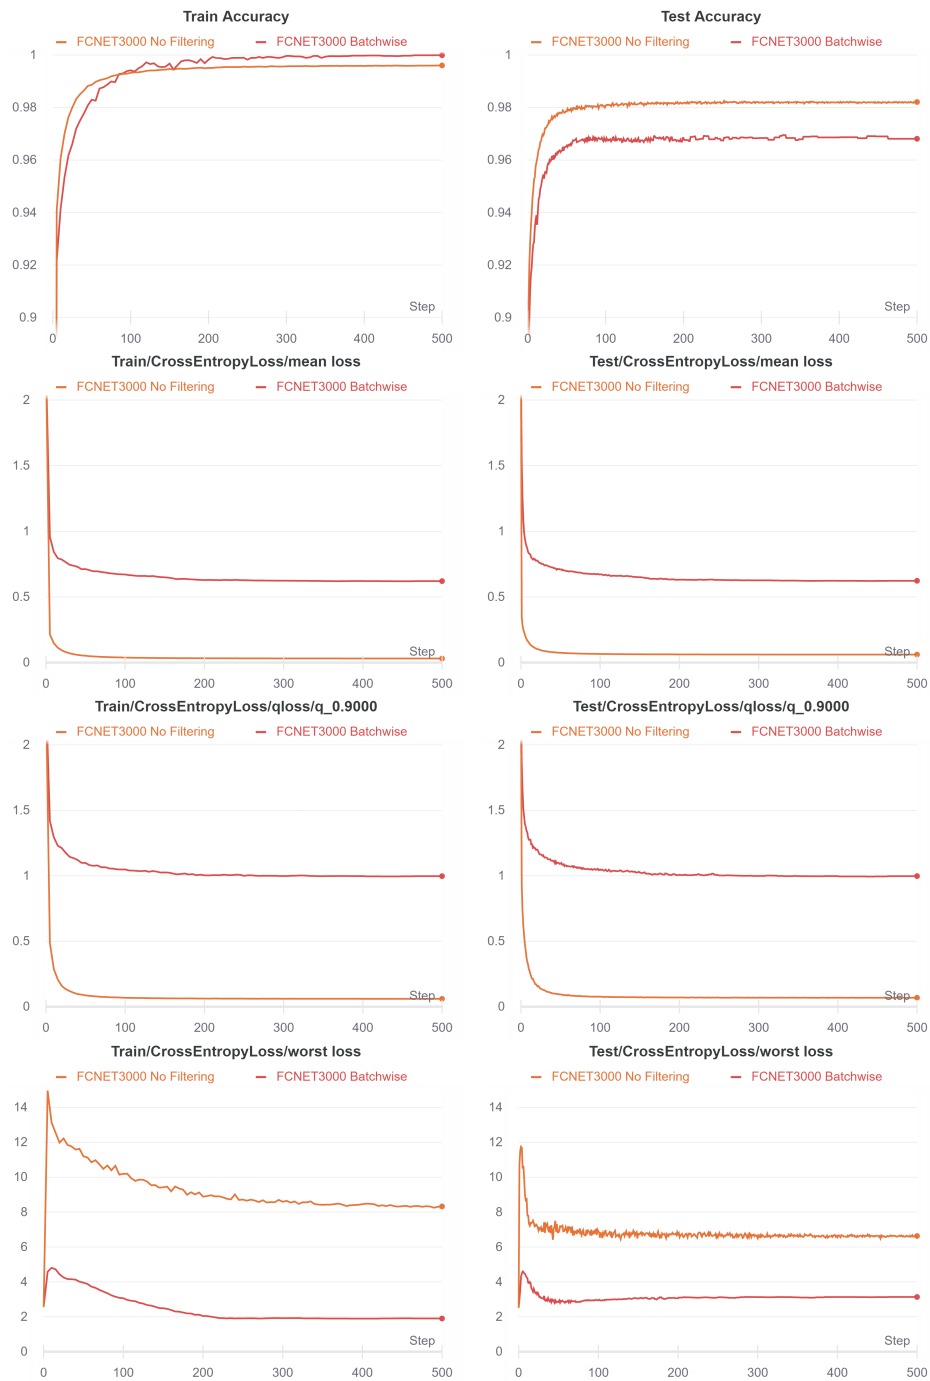 Train Accuracy
FCNET3000 No Filtering FCNET3000 Batchwise
1
0.98
0.96
0.94
0.92
0.9
Step
0 100 200 300 400 500
Test Accuracy
FCNET3000 No Filtering FCNET3000 Batchwise
1
0.98
0.96
0.94
0.92
0.9
Step
0 100 200 300 400 500
Train/CrossEntropyLoss/mean loss
FCNET3000 No Filtering FCNET3000 Batchwise
2
1.5
1
0.5
0
Step
0 100 200 300 400 500
Test/CrossEntropyLoss/mean loss
FCNET3000 No Filtering FCNET3000 Batchwise
2
1.5
1
0.5
0
Step
0 100 200 300 400 500
Train/CrossEntropyLoss/qloss/q_0.9000
FCNET3000 No Filtering FCNET3000 Batchwise
2
1.5
1
0.5
0
Step
0 100 200 300 400 500
Test/CrossEntropyLoss/qloss/q_0.9000
FCNET3000 No Filtering FCNET3000 Batchwise
2
1.5
1
0.5
0
Step
0 100 200 300 400 500
Train/CrossEntropyLoss/worst loss
FCNET3000 No Filtering FCNET3000 Batchwise
14
12
10
8
6
4
2
0
Step
0 100 200 300 400 500
Test/CrossEntropyLoss/worst loss
FCNET3000 No Filtering FCNET3000 Batchwise
14
12
10
8
6
4
2
0
Step
0 100 200 300 400 500